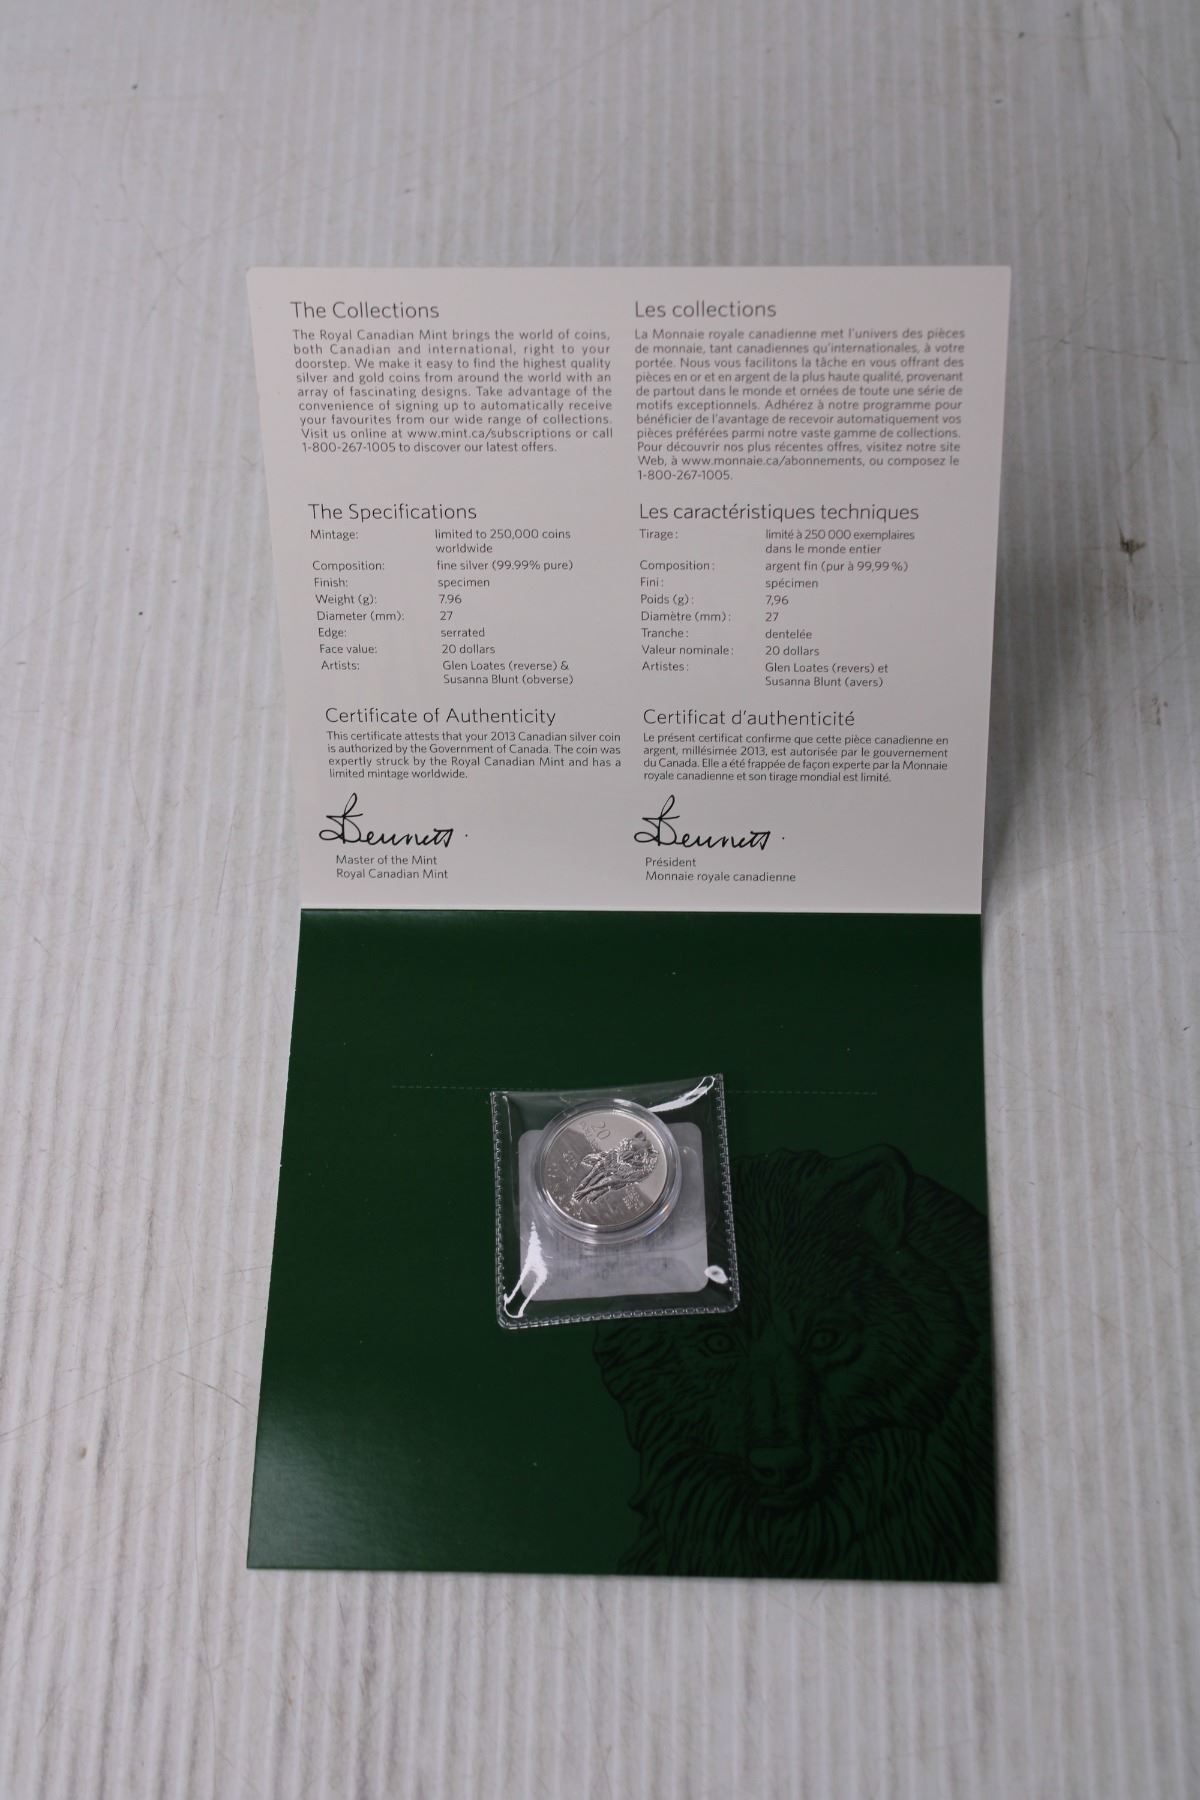 The Collections
The Royal Canadian Mint brings the world of coins,
both Canadian and international, right to your
doorstep. We make it easy to find the highest quality
silver and gold coins from around the world with an
array of fascinating designs. Take advantage of the
convenience of signing up to automatically receive
your favourites from our wide range of collections.
Visit us online at www.mint.ca/subscriptions or call
1-800-267-1005 to discover our latest offers.
The Specifications
Mintage: limited to 250,000 coins
worldwide
Composition: fine silver (99.99% pure)
Finish: specimen
Weight (g): 7.96
Diameter (mm): 27
Edge: serrated
Face value: 20 dollars
Artists: Glen Loates (reverse) &
Susanna Blunt (obverse)
Certificate of Authenticity
This certificate attests that your 2013 Canadian silver coin
is authorized by the Government of Canada. The coin was
expertly struck by the Royal Canadian Mint and has a
limited mintage worldwide.
Bennett
Master of the Mint
Royal Canadian Mint
Les collections
La Monnaie royale canadienne met l'univers des pièces
de monnaie, tant canadiennes qu'internationales, à votre
portée. Nous vous facilitons la tâche en vous offrant des
pièces en or et en argent de la plus haute qualité, provenant
de partout dans le monde et ornées de toute une série de
motifs exceptionnels. Adhérez à notre programme pour
bénéficier de l'avantage de recevoir automatiquement vos
pièces préférées parmi notre vaste gamme de collections.
Pour découvrir nos plus récentes offres, visitez notre site
Web, à www.monnaie.ca/abonnements, ou composez le
1-800-267-1005.
Les caractéristiques techniques
Tirage : limité à 250 000 exemplaires
dans le monde entier
Composition : argent fin (pur à 99,99 %)
Fini : spécimen
Poids (g) : 7,96
Diamètre (mm) : 27
Tranche : dentelée
Valeur nominale : 20 dollars
Artistes : Glen Loates (revers) et
Susanna Blunt (avers)
Certificat d'authenticité
Le présent certificat confirme que cette pièce canadienne en
argent, millésimée 2013, est autorisée par le gouvernement
du Canada. Elle a été frappée de façon experte par la Monnaie
royale canadienne et son tirage mondial est limité.
Bennett
Président
Monnaie royale canadienne
20